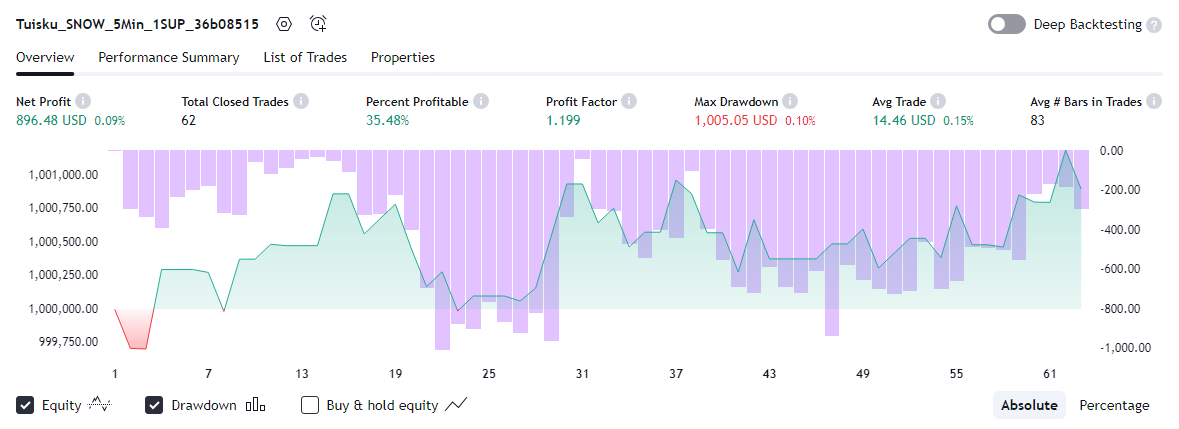 Tuisku_SNOW_5Min_1SUP_36b08515 Deep Backtesting ?
Overview Performance Summary List of Trades Properties
Net Profit i Total Closed Trades i Percent Profitable i Profit Factor i Max Drawdown i Avg Trade i Avg # Bars in Trades i
896.48 USD 0.09% 62 35.48% 1.199 1,005.05 USD 0.10% 14.46 USD 0.15% 83
0.00
1,001,000.00
-200.00
1,000,750.00
-400.00
1,000,500.00
-600.00
1,000,250.00
1,000,000.00 -800.00
999,750.00 -1,000.00
1 7 13 19 25 31 37 43 49 55 61
Equity Drawdown Buy & hold equity Absolute Percentage